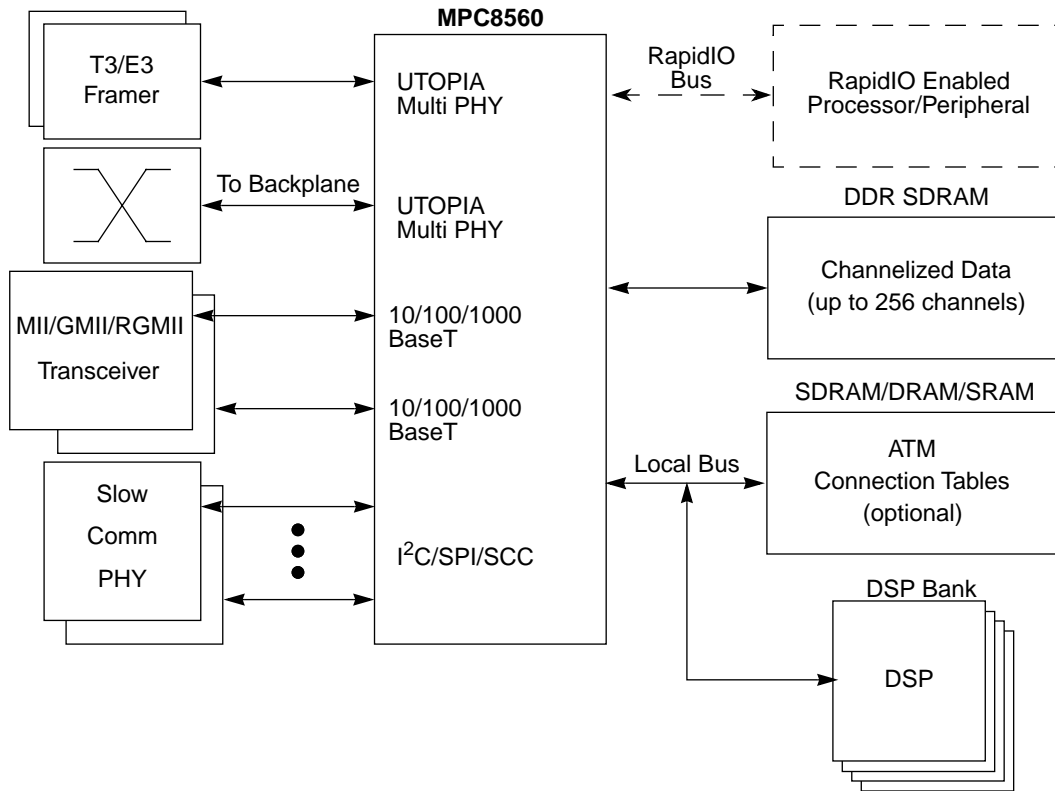 MPC8560
T3/E3
Framer
UTOPIA
Multi PHY
RapidIO
Bus
RapidIO Enabled
Processor/Peripheral
To Backplane
UTOPIA
Multi PHY
DDR SDRAM
Channelized Data
(up to 256 channels)
MII/GMII/RGMII
Transceiver
10/100/1000
BaseT
10/100/1000
BaseT
SDRAM/DRAM/SRAM
ATM
Connection Tables
(optional)
Local Bus
Slow
Comm
PHY
I²C/SPI/SCC
DSP Bank
DSP